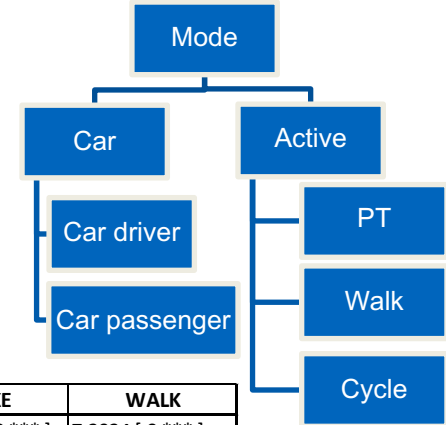 Mode
Car
Active
Car driver
PT
Car passenger
Walk
Cycle
WALK